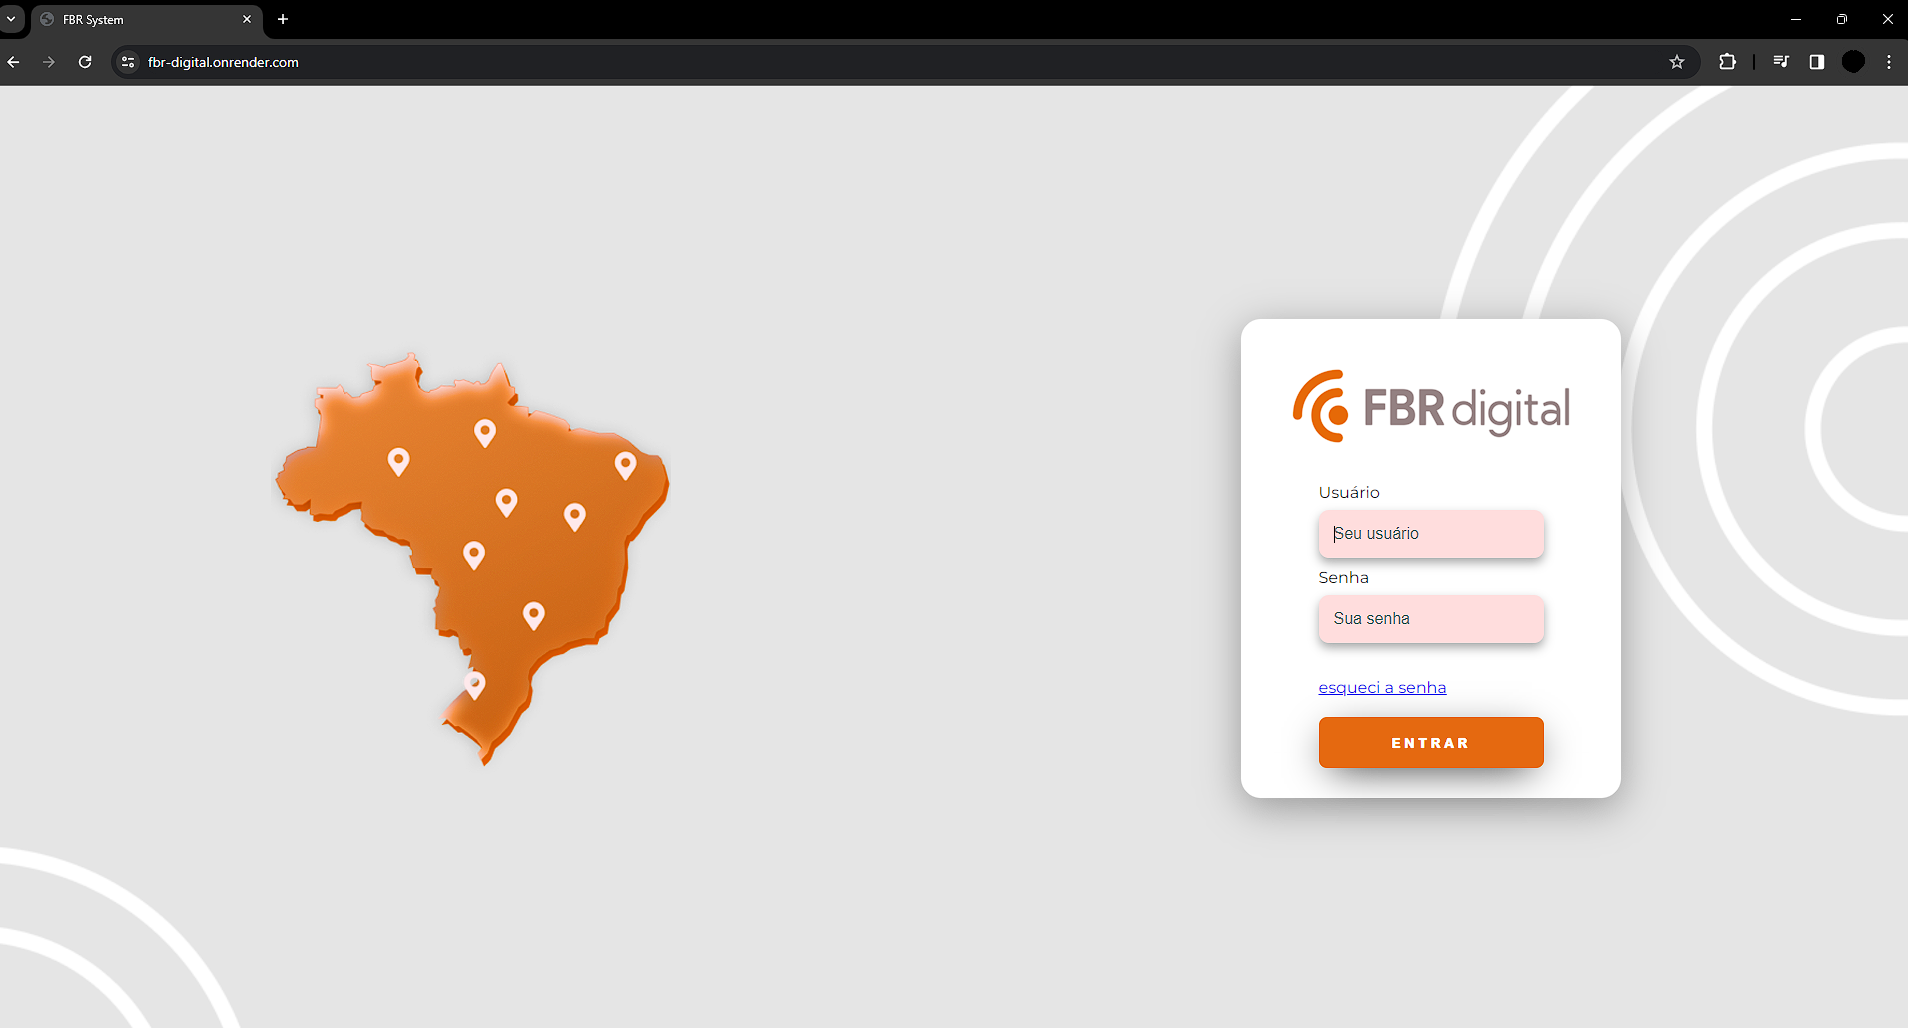 FBR System
fbr-digital.onrender.com
FBR digital
Usuário
Seu usuário
Senha
Sua senha
esqueci a senha
ENTRAR